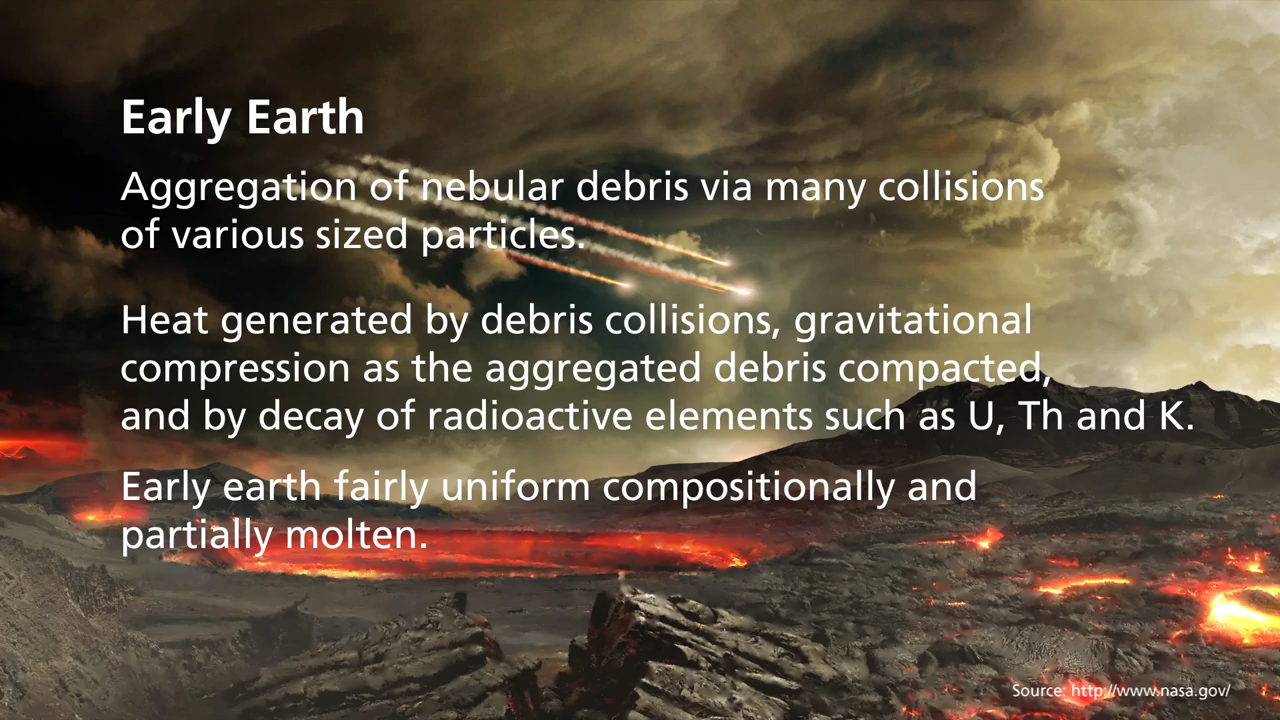 Early Earth
Aggregation of nebular debris via many collisions
of various sized particles.
Heat generated by debris collisions, gravitational
compression as the aggregated debris compacted,
and by decay of radioactive elements such as U, Th and K.
Early earth fairly uniform compositionally and
partially molten.
Source: http://www.nasa.gov/